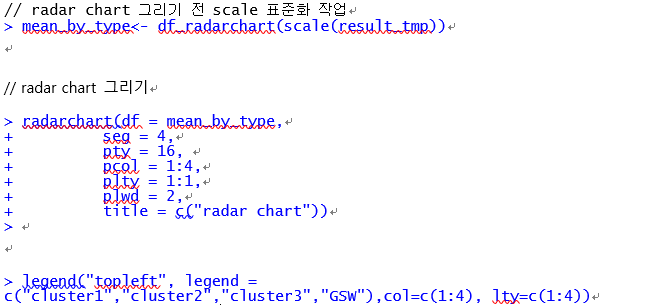 // radar chart 그리기 전 scale 표준화 작업
> mean_by_type<- df_radarchart(scale(result_tmp))
// radar chart 그리기
> radarchart(df = mean_by_type,
+ seg = 4,
+ pty = 16,
+ pcol = 1:4,
+ plty = 1:1,
+ plwd = 2,
+ title = c("radar chart"))
>
> legend("topleft", legend =
c("cluster1","cluster2","cluster3","GSW"),col=c(1:4), lty=c(1:4))